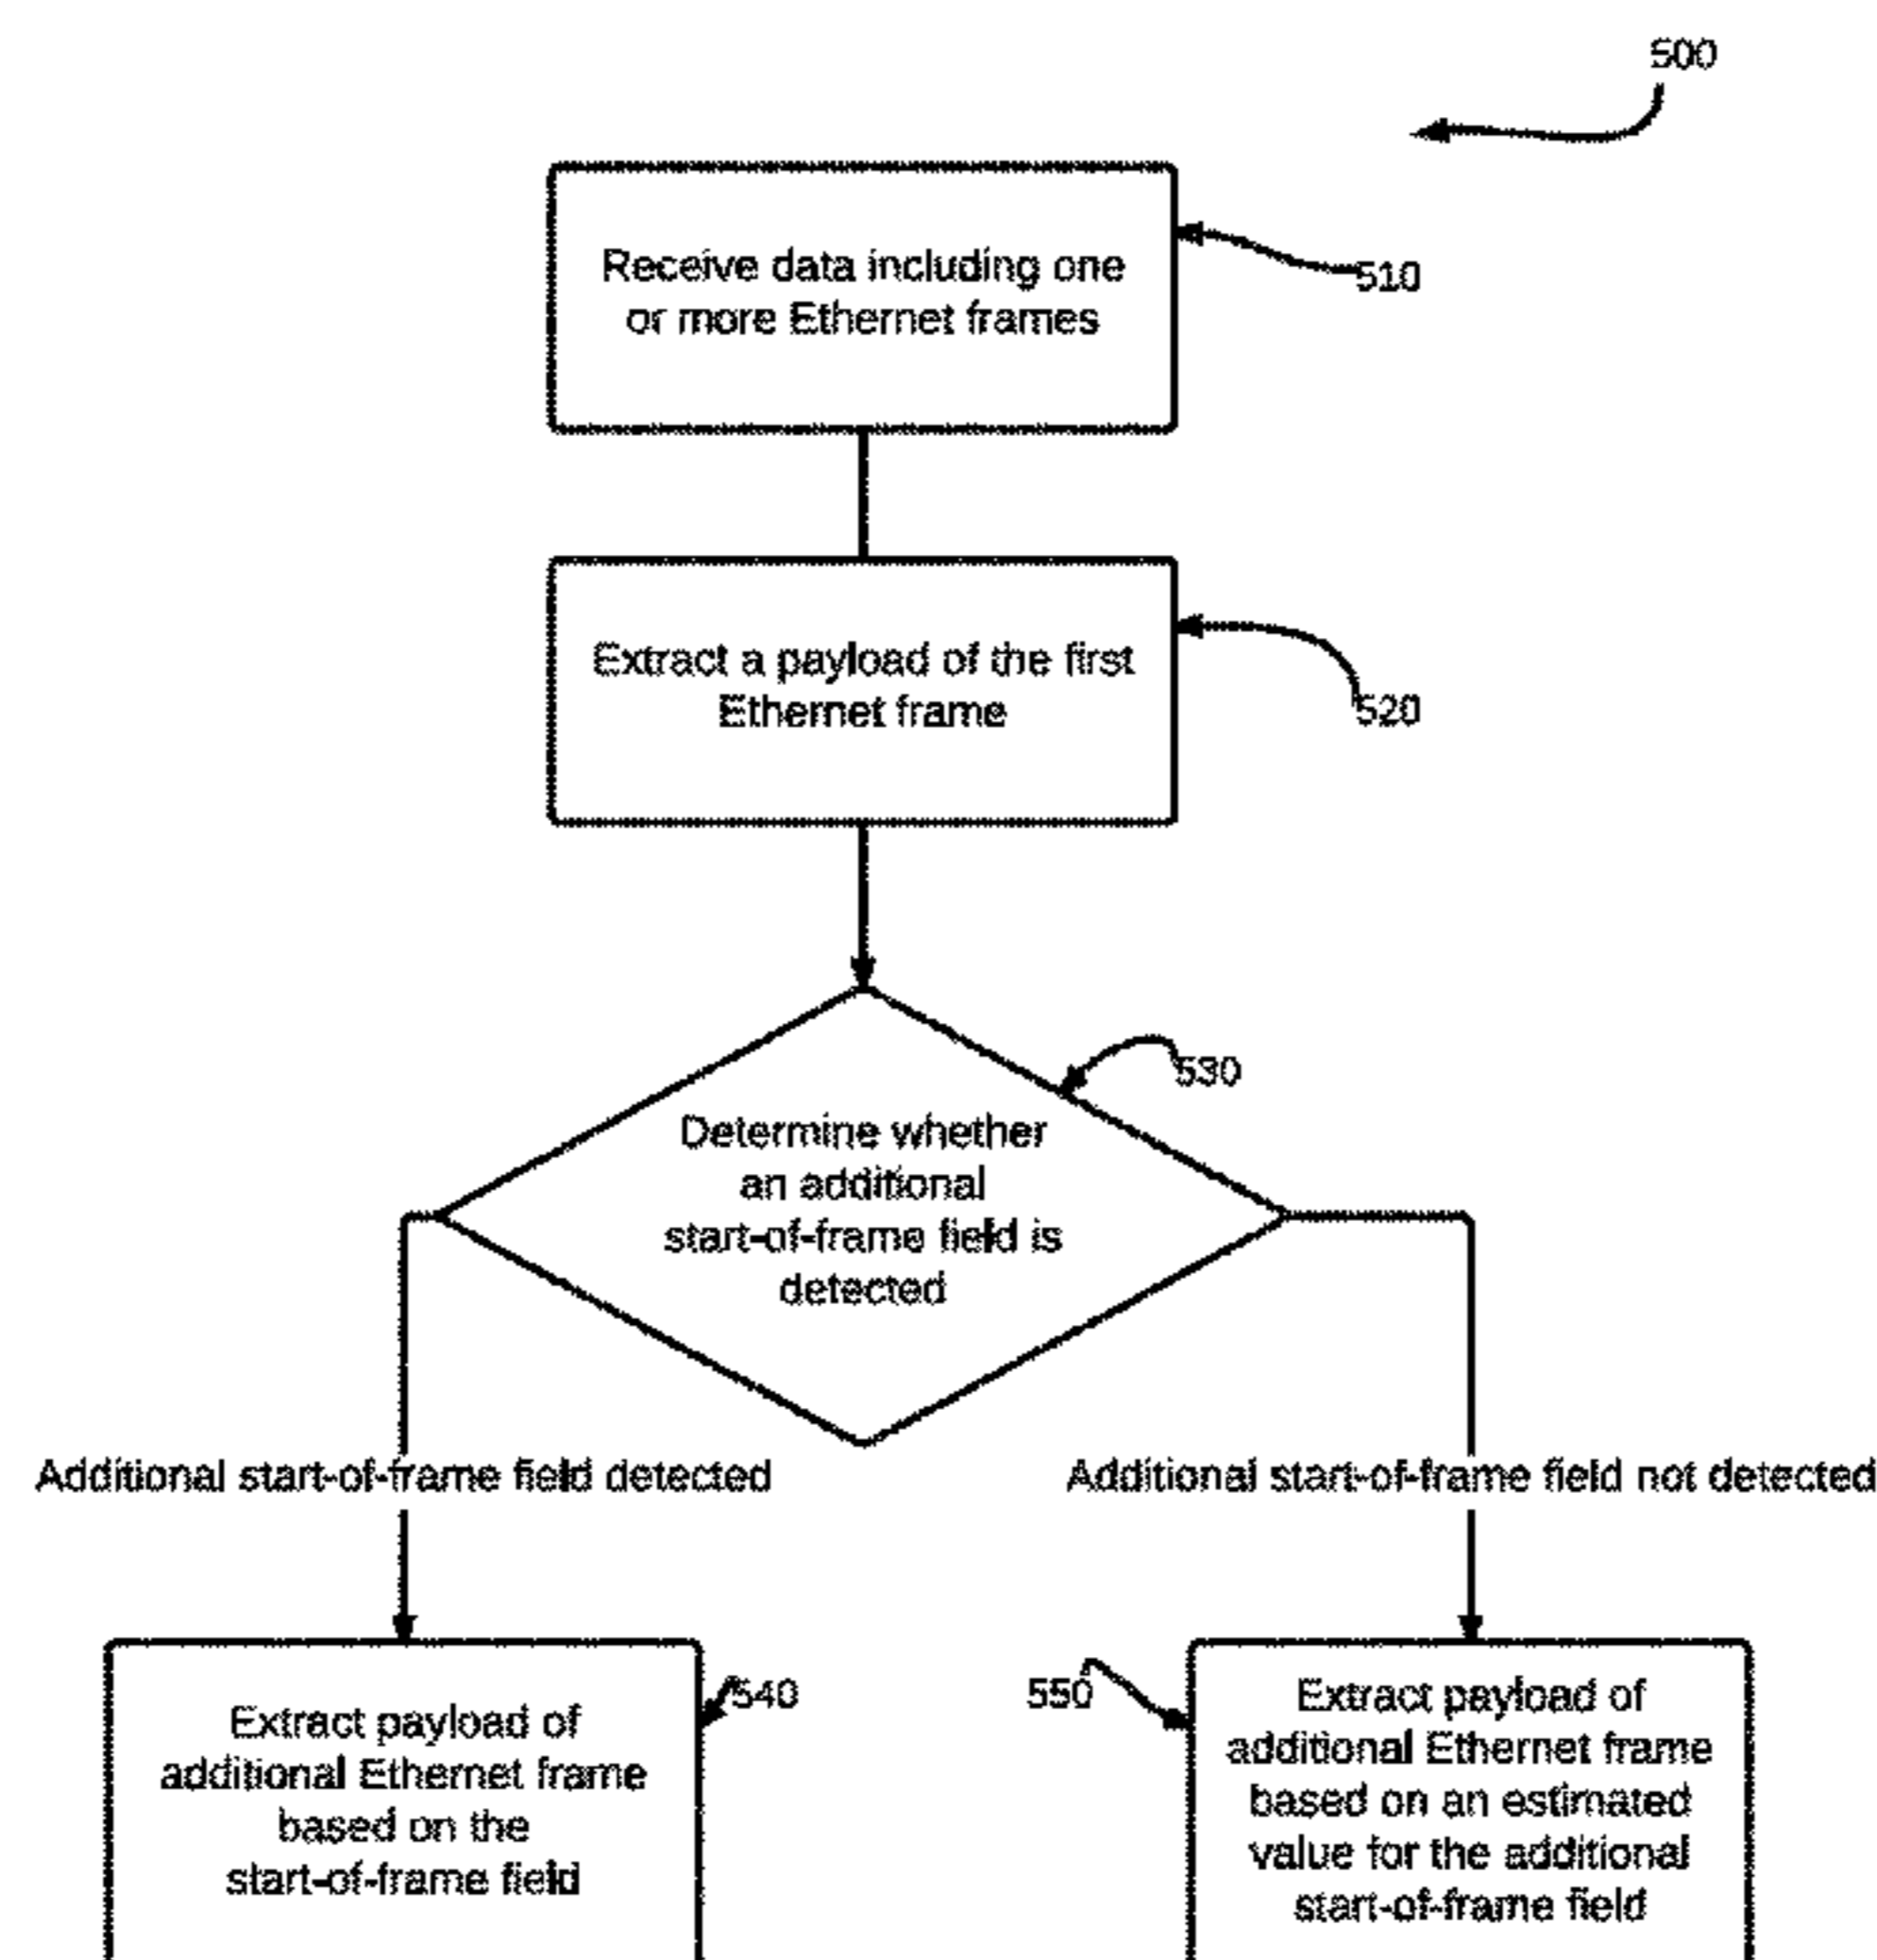 500
Receive data including one
or more Ethernet frames
510
Extract a payload of the first
Ethernet frame
520
530
Determine whether
an additional
start-of-frame field is
detected
Additional start-of-frame field detected
Additional start-of-frame field not detected
540
Extract payload of
additional Ethernet frame
based on the
start-of-frame field
550
Extract payload of
additional Ethernet frame
based on an estimated
value for the additional
start-of-frame field